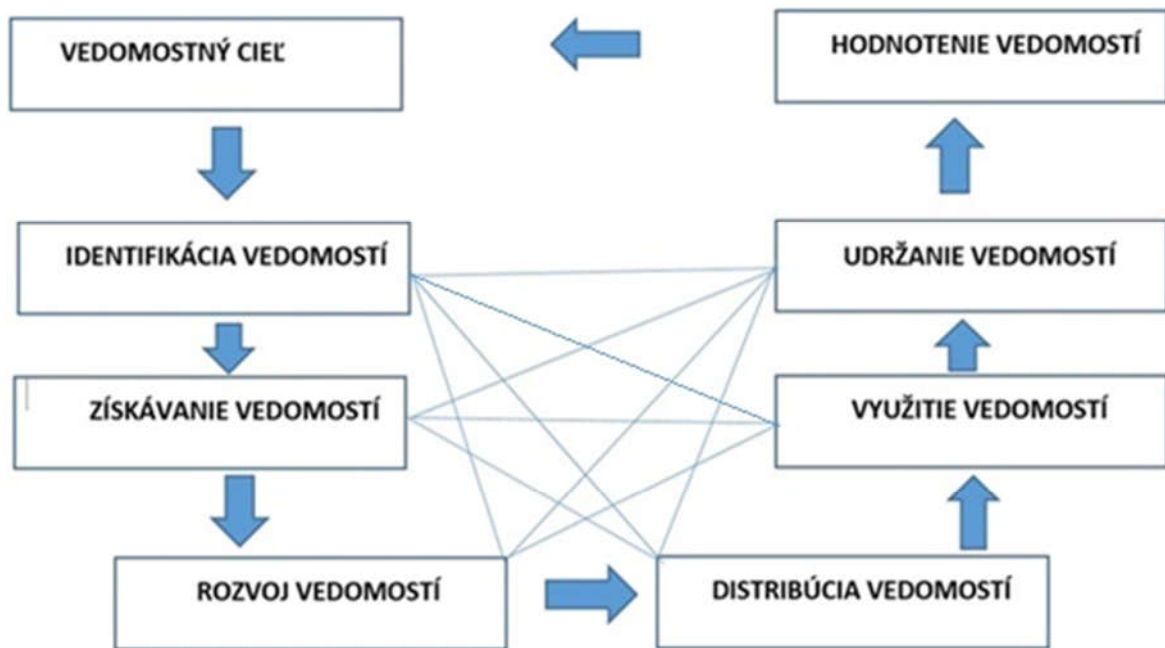 VEDOMOSTNÝ CIEĽ
HODNOTENIE VEDOMOSTÍ
IDENTIFIKÁCIA VEDOMOSTÍ
UDRŽANIE VEDOMOSTÍ
ZÍSKÁVANIE VEDOMOSTÍ
VYUŽITIE VEDOMOSTÍ
ROZVOJ VEDOMOSTÍ
DISTRIBÚCIA VEDOMOSTÍ